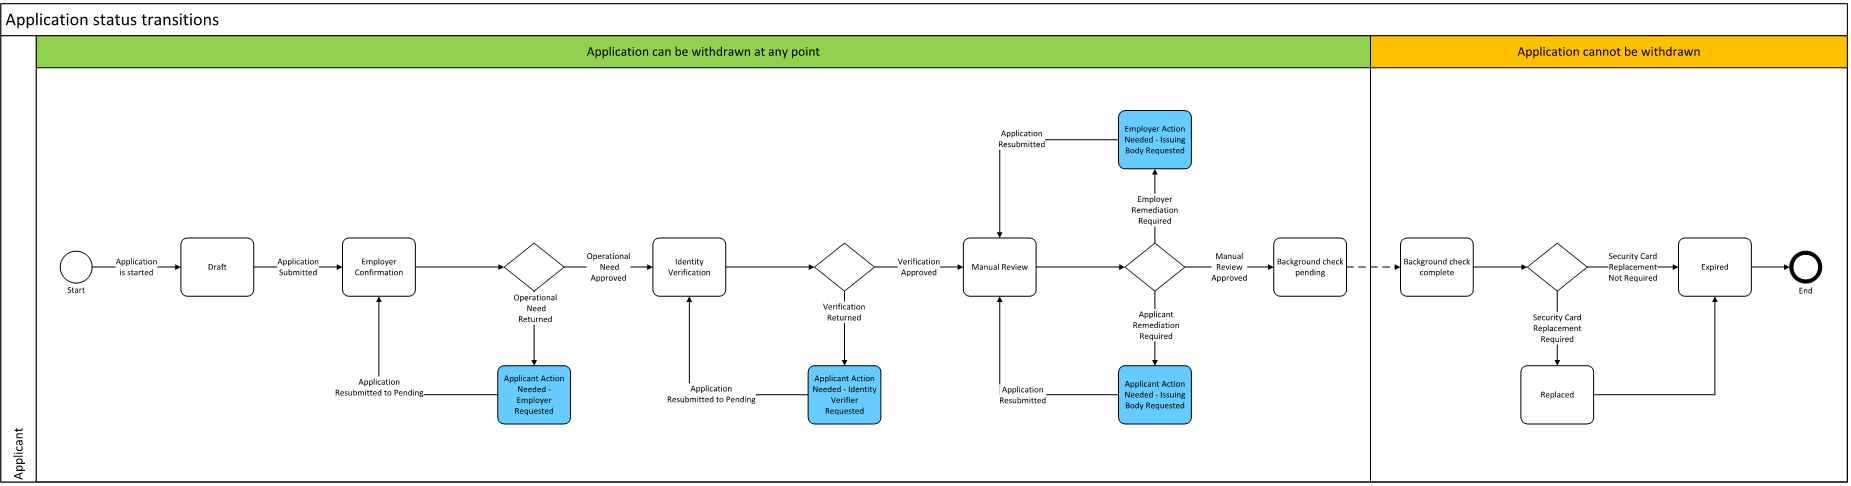 Application status transitions
Application can be withdrawn at any point
Application cannot be withdrawn
Applicant
Start
Application
is started
Draft
Application
Submitted
Employer
Confirmation
Operational
Need
Approved
Operational
Need
Returned
Applicant Action
Needed -
Employer
Requested
Application
Resubmitted to Pending
Identity
Verification
Verification
Approved
Verification
Returned
Applicant Action
Needed - Identity
Verifier
Requested
Application
Resubmitted to Pending
Manual Review
Employer
Remediation
Required
Employer Action
Needed - Issuing
Body Requested
Application
Resubmitted
Applicant
Remediation
Required
Applicant Action
Needed - Issuing
Body Requested
Application
Resubmitted
Manual
Review
Approved
Background check
pending
Background check
complete
Security Card
Replacement
Not Required
Security Card
Replacement
Required
Replaced
Expired
End